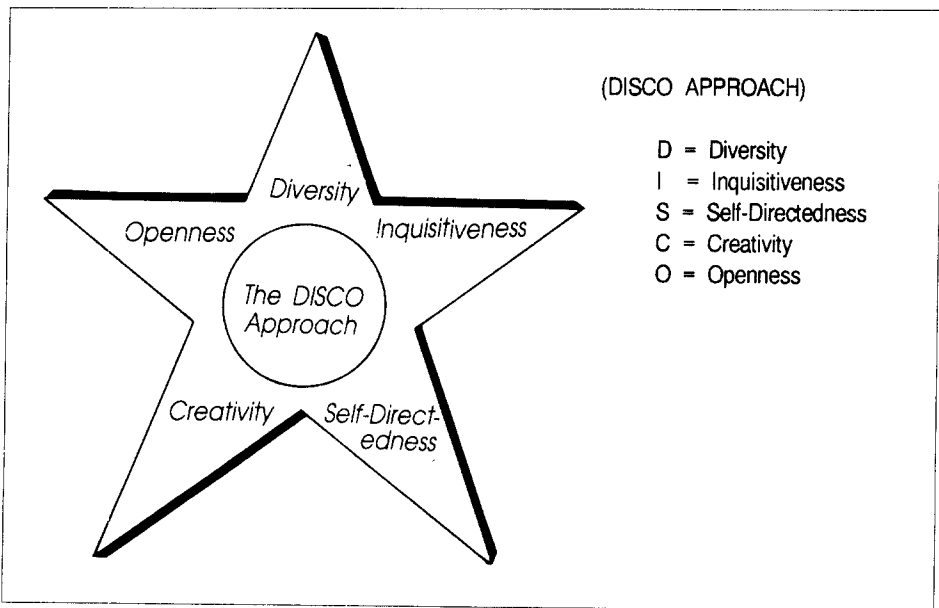 Diversity
Openness
Inquisitiveness
The DISCO
Approach
Creativity
Self-Direct-
edness
(DISCO APPROACH)
D = Diversity
I = Inquisitiveness
S = Self-Directedness
C = Creativity
O = Openness